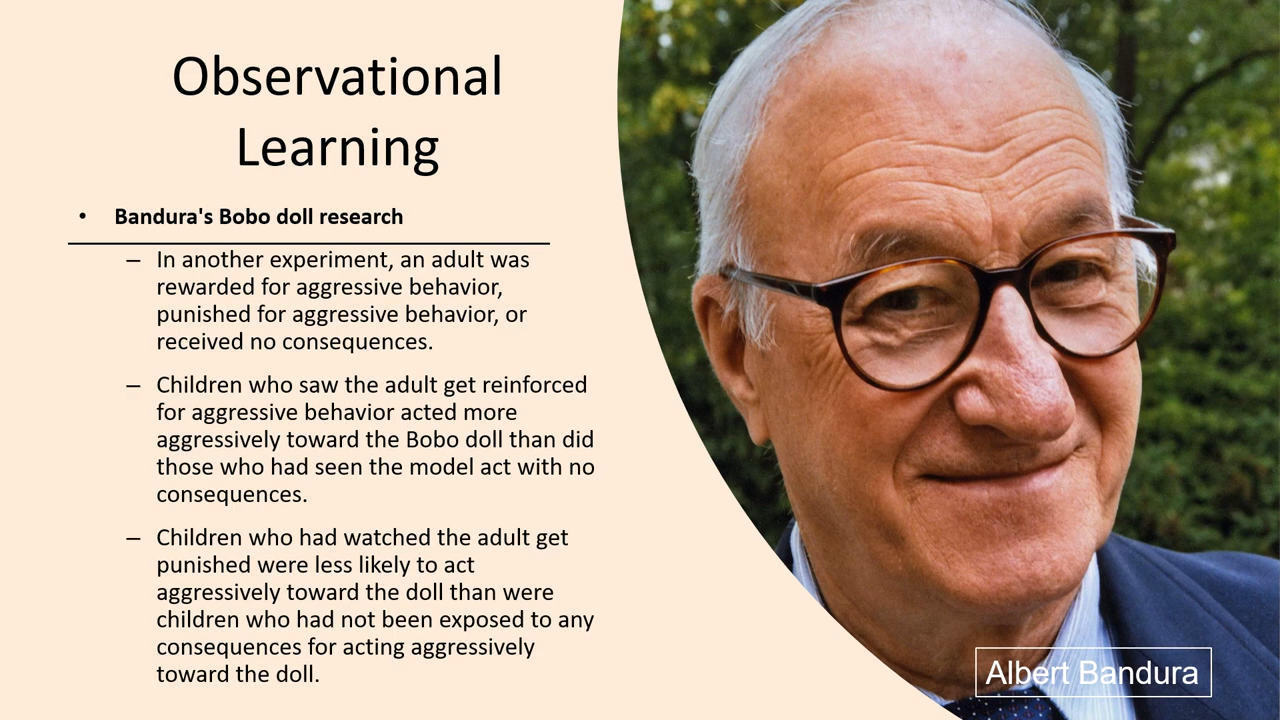 Observational
Learning
• Bandura's Bobo doll research
– In another experiment, an adult was
rewarded for aggressive behavior,
punished for aggressive behavior, or
received no consequences.
– Children who saw the adult get reinforced
for aggressive behavior acted more
aggressively toward the Bobo doll than did
those who had seen the model act with no
consequences.
– Children who had watched the adult get
punished were less likely to act
aggressively toward the doll than were
children who had not been exposed to any
consequences for acting aggressively
toward the doll.
Albert Bandura